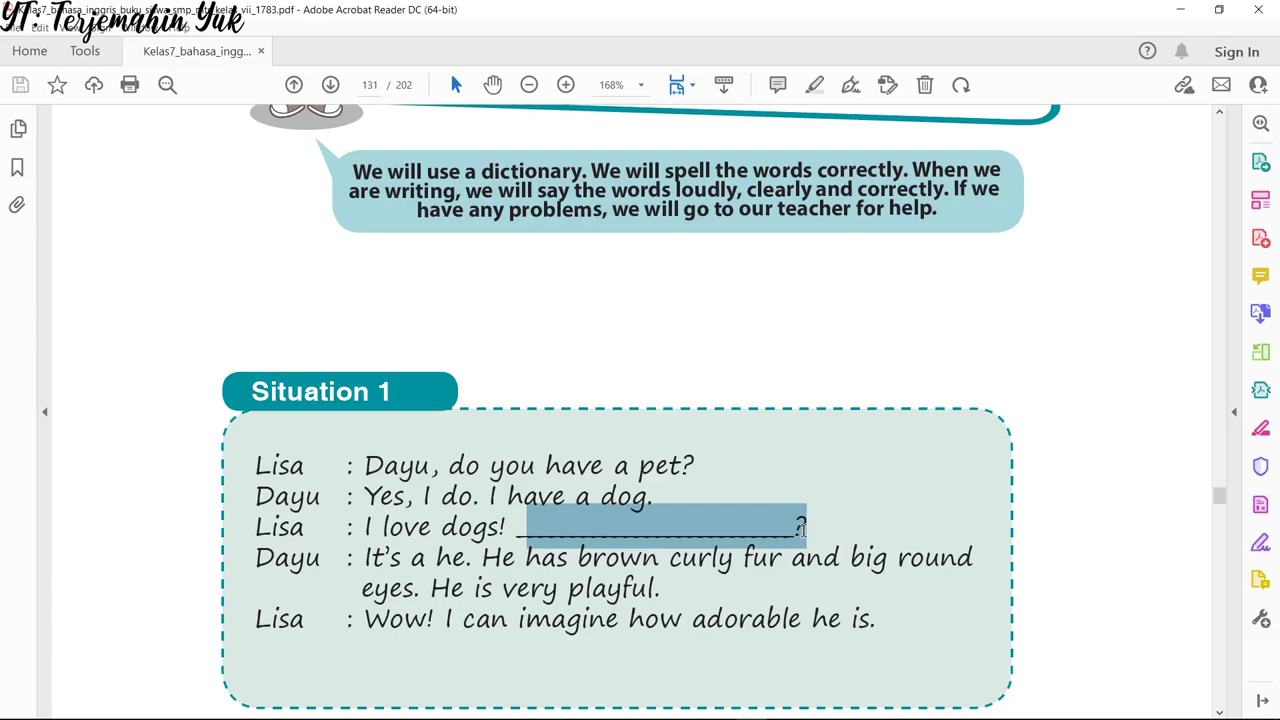 Kelas7_bahasa_inggris_buku_siswa_smp_mts_kelas_vii_1783.pdf - Adobe Acrobat Reader DC (64-bit)
YT: Terjemahin Yuk
Home Tools Kelas7_bahasa_ingg... × Sign In
131 / 202 168%
We will use a dictionary. We will spell the words correctly. When we
are writing, we will say the words loudly, clearly and correctly. If we
have any problems, we will go to our teacher for help.
Situation 1
Lisa : Dayu, do you have a pet?
Dayu : Yes, I do. I have a dog.
Lisa : I love dogs! ____________________?
Dayu : It's a he. He has brown curly fur and big round
eyes. He is very playful.
Lisa : Wow! I can imagine how adorable he is.